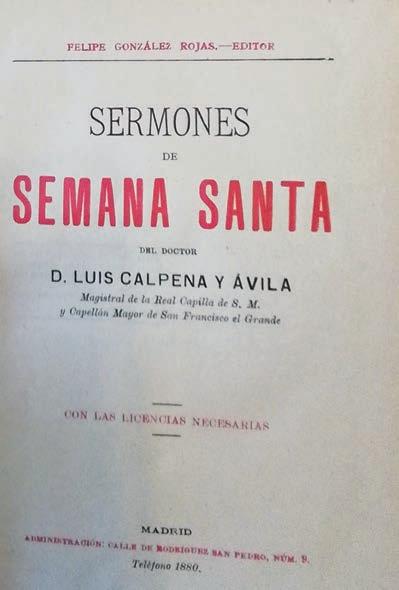 FELIPE GONZÁLEZ ROJAS.—EDITOR
SERMONES
DE
SEMANA SANTA
DEL DOCTOR
D. LUIS CALPENA Y ÁVILA
Magistral de la Real Capilla de S. M.
y Capellán Mayor de San Francisco el Grande
CON LAS LICENCIAS NECESARIAS
MADRID
ADMINISTRACIÓN: CALLE DE RODRÍGUEZ SAN PEDRO, NÚM. 9.
Teléfono 1880.